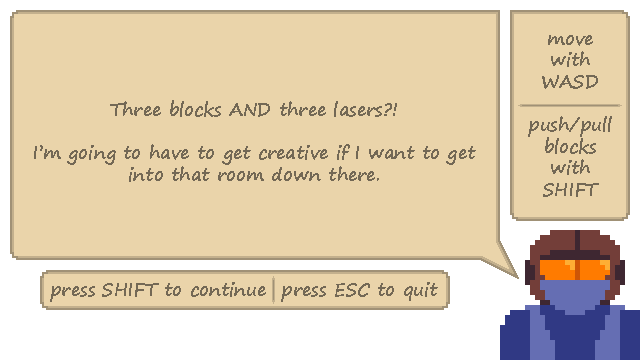 Three blocks AND three lasers?!
I'm going to have to get creative if I want to get
into that room down there.
move
with
WASD
push/pull
blocks
with
SHIFT
press SHIFT to continue
press ESC to quit